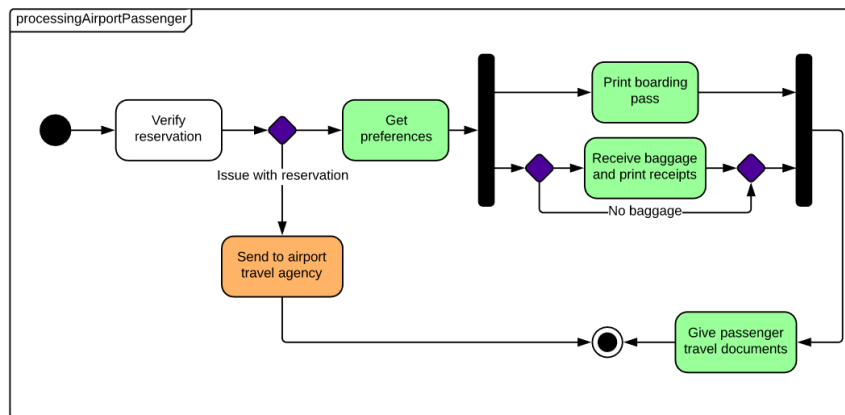 processingAirportPassenger
Verify
reservation
Get
preferences
Print boarding
pass
Receive baggage
and print receipts
Issue with reservation
No baggage
Send to airport
travel agency
Give passenger
travel documents